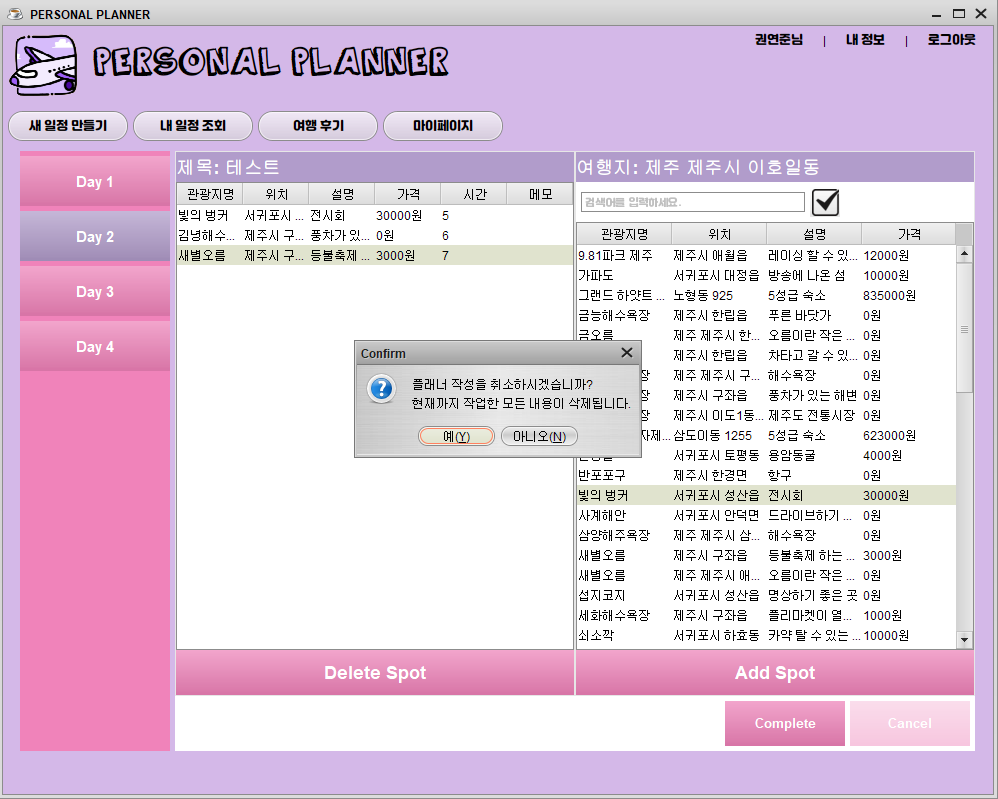 PERSONAL PLANNER
PERSONAL PLANNER
권연준님 | 내 정보 | 로그아웃
새 일정 만들기 내 일정 조회 여행 후기 마이페이지
Day 1
Day 2
Day 3
Day 4
제목: 테스트
관광지명 위치 설명 가격 시간 메모
빛의 벙커 서귀포시 ... 전시회 30000원 5
김녕해수... 제주시 구... 풍차가 있... 0원 6
새별오름 제주시 구... 등불축제 ... 3000원 7
여행지: 제주 제주시 이호일동
검색어를 입력하세요.
관광지명 위치 설명 가격
9.81파크 제주 제주시 애월읍 레이싱 할 수 있... 12000원
가파도 서귀포시 대정읍 방송에 나온 섬 10000원
그랜드 하얏트 ... 노형동 925 5성급 숙소 835000원
금능해수욕장 제주시 한림읍 푸른 바닷가 0원
금오름 제주 제주시 한... 오름이란 작은 ... 0원
제주시 한림읍 차타고 갈 수 있... 0원
장 제주 제주시 구... 해수욕장 0원
제주시 구좌읍 풍차가 있는 해변 0원
장 제주시 이도1동... 제주도 전통시장 0원
자제... 삼도이동 1255 5성급 숙소 623000원
서귀포시 토평동 용암동굴 4000원
반포포구 제주시 한경면 항구 0원
빛의 벙커 서귀포시 성산읍 전시회 30000원
사계해안 서귀포시 안덕면 드라이브하기 ... 0원
삼양해주욕장 제주 제주시 삼... 해수욕장 0원
새별오름 제주시 구좌읍 등불축제 하는 ... 3000원
새별오름 제주 제주시 애... 오름이란 작은 ... 0원
섭지코지 서귀포시 성산읍 명상하기 좋은 곳 0원
세화해수욕장 제주시 구좌읍 플리마켓이 열... 1000원
쇠소깍 서귀포시 하효동 카약 탈 수 있는 ... 10000원
Confirm
플래너 작성을 취소하시겠습니까?
현재까지 작업한 모든 내용이 삭제됩니다.
예(Y) 아니오(N)
Delete Spot
Add Spot
Complete Cancel